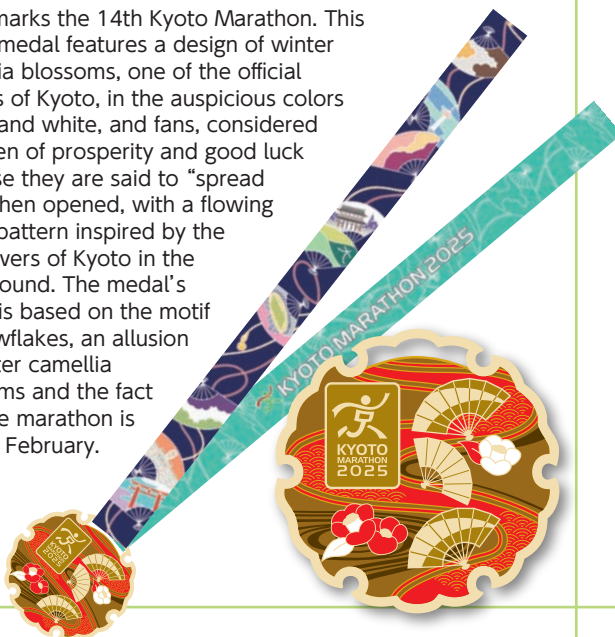 marks the 14th Kyoto Marathon. This
medal features a design of winter
ia blossoms, one of the official
s of Kyoto, in the auspicious colors
and white, and fans, considered
en of prosperity and good luck
se they are said to “spread
hen opened, with a flowing
pattern inspired by the
wers of Kyoto in the
ound. The medal’s
is based on the motif
wflakes, an allusion
ter camellia
ms and the fact
e marathon is
February.
KYOTO MARATHON 2025
KYOTO
MARATHON
2025
KYOTO
MARATHON
2025